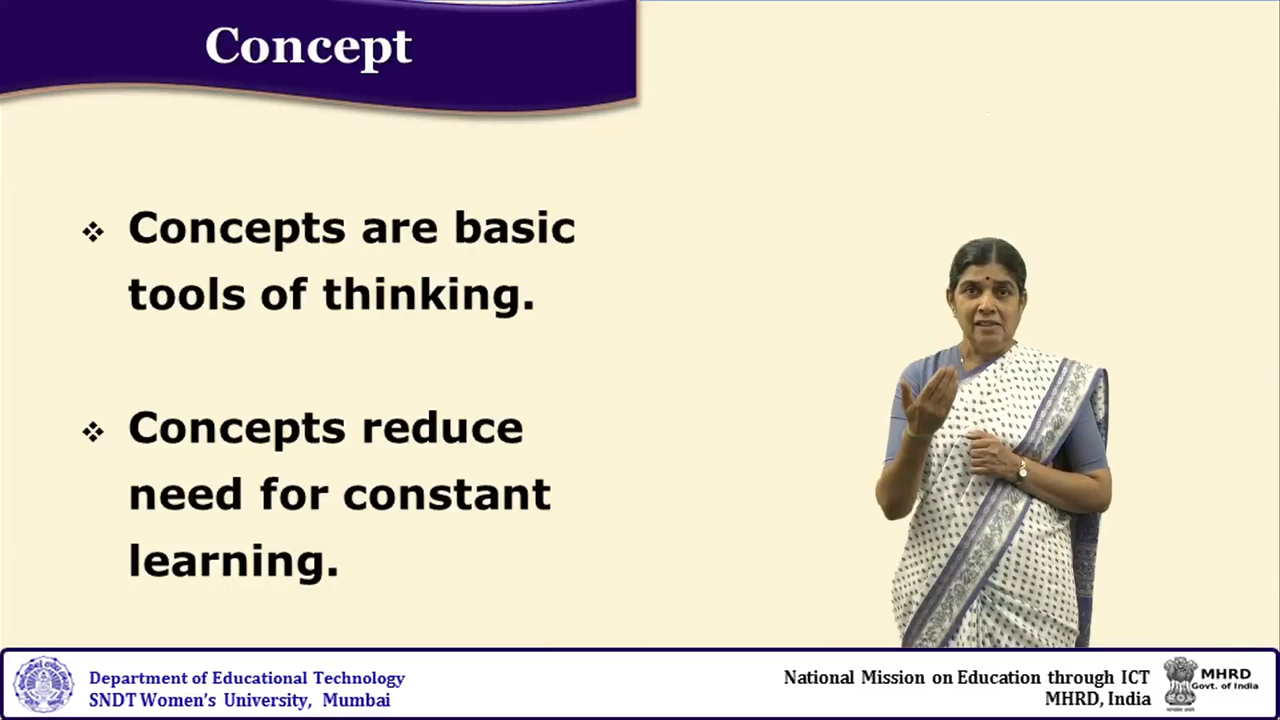 Concept
Concepts are basic
tools of thinking.
Concepts reduce
need for constant
learning.
Department of Educational Technology
SNDT Women's University, Mumbai
National Mission on Education through ICT
MHRD, India
MHRD
Govt. of India